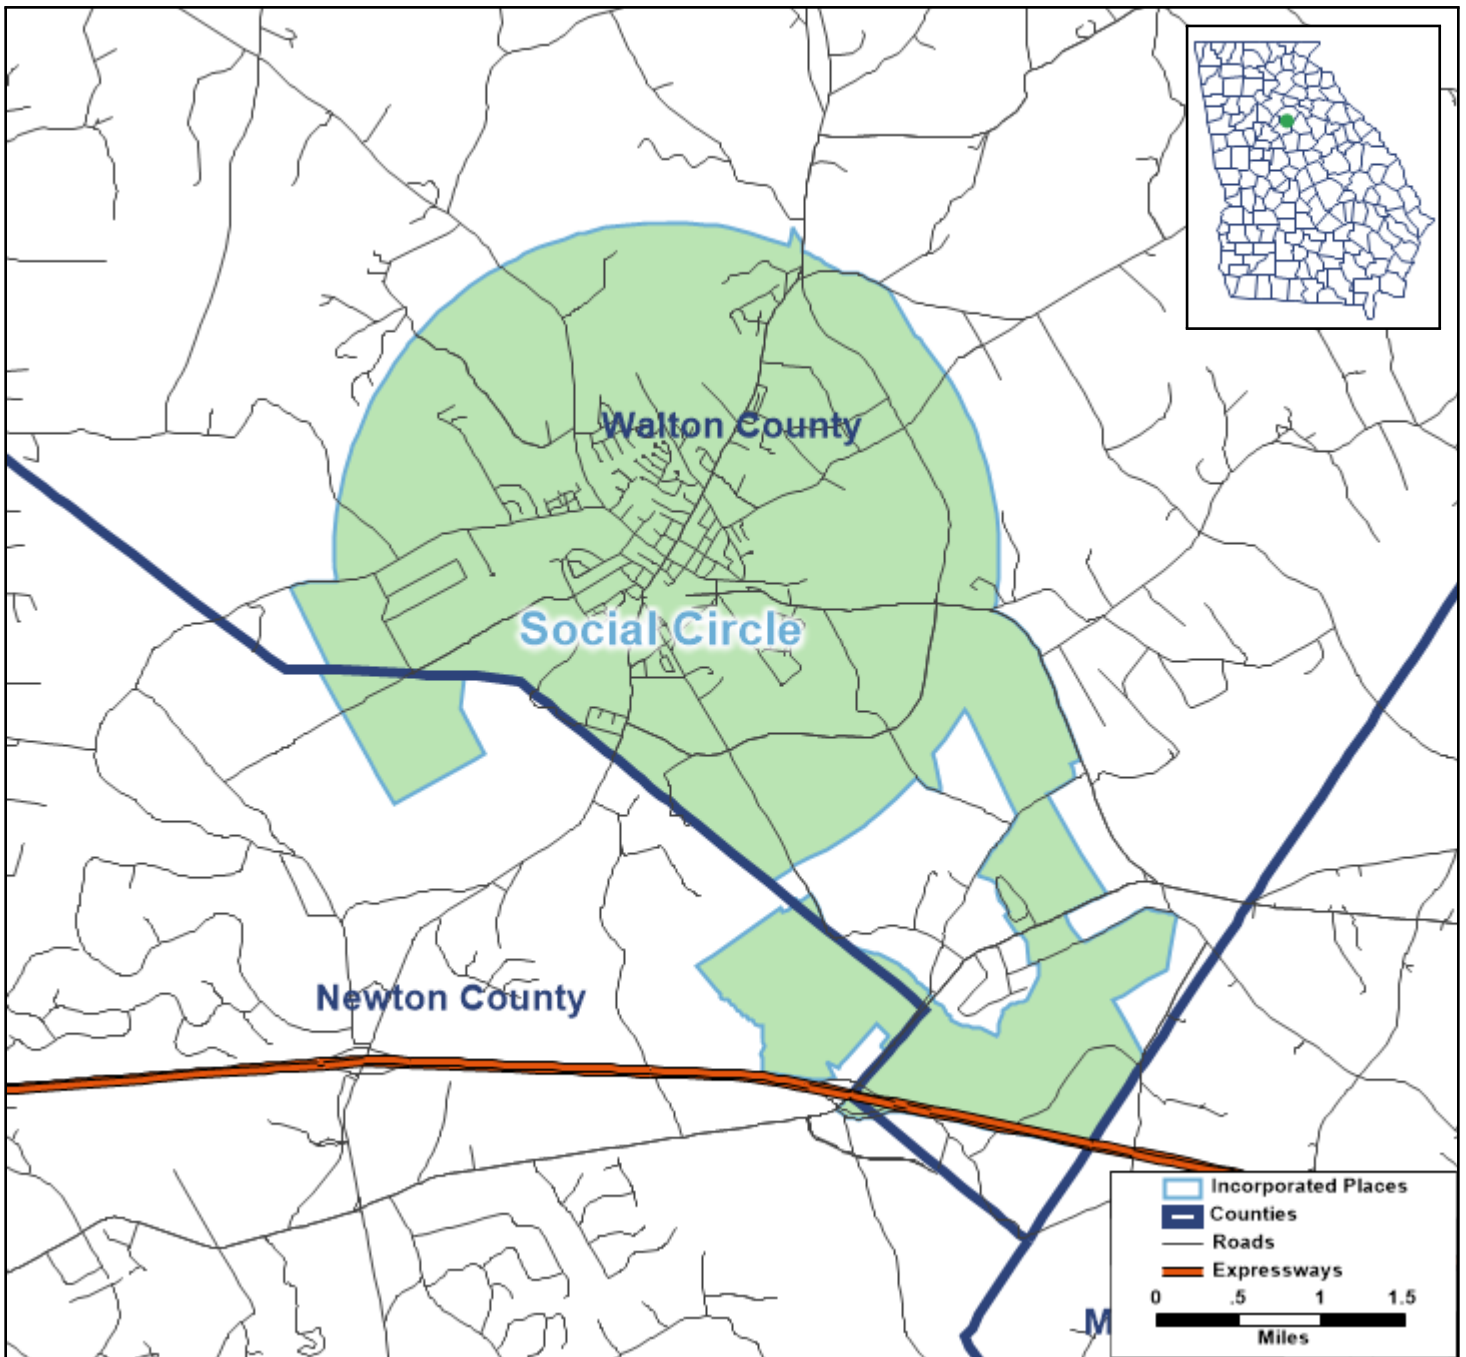 Walton County
Social Circle
Newton County
M
Incorporated Places
Counties
Roads
Expressways
0 .5 1 1.5
Miles